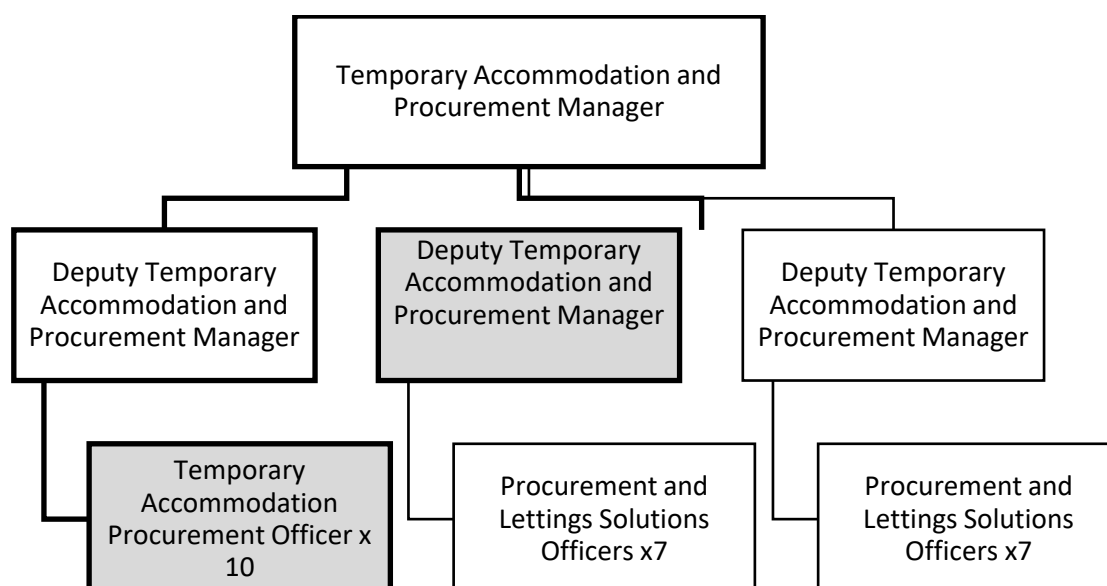 Temporary Accommodation and
Procurement Manager
Deputy Temporary
Accommodation and
Procurement Manager
Deputy Temporary
Accommodation and
Procurement Manager
Deputy Temporary
Accommodation and
Procurement Manager
Temporary
Accommodation
Procurement Officer x
10
Procurement and
Lettings Solutions
Officers x7
Procurement and
Lettings Solutions
Officers x7